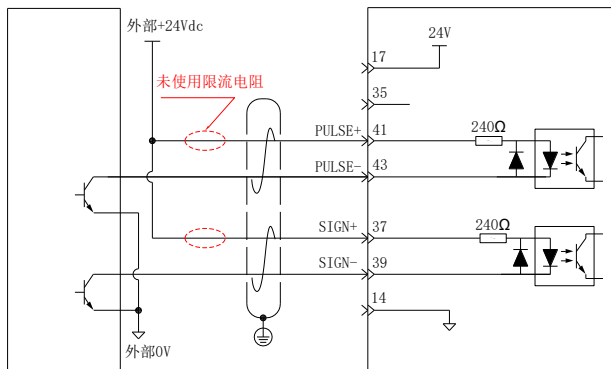 外部+24Vdc
24V
17
未使用限流电阻
35
PULSE+
41
240Ω
PULSE-
43
SIGN+
37
240Ω
SIGN-
39
14
外部0V